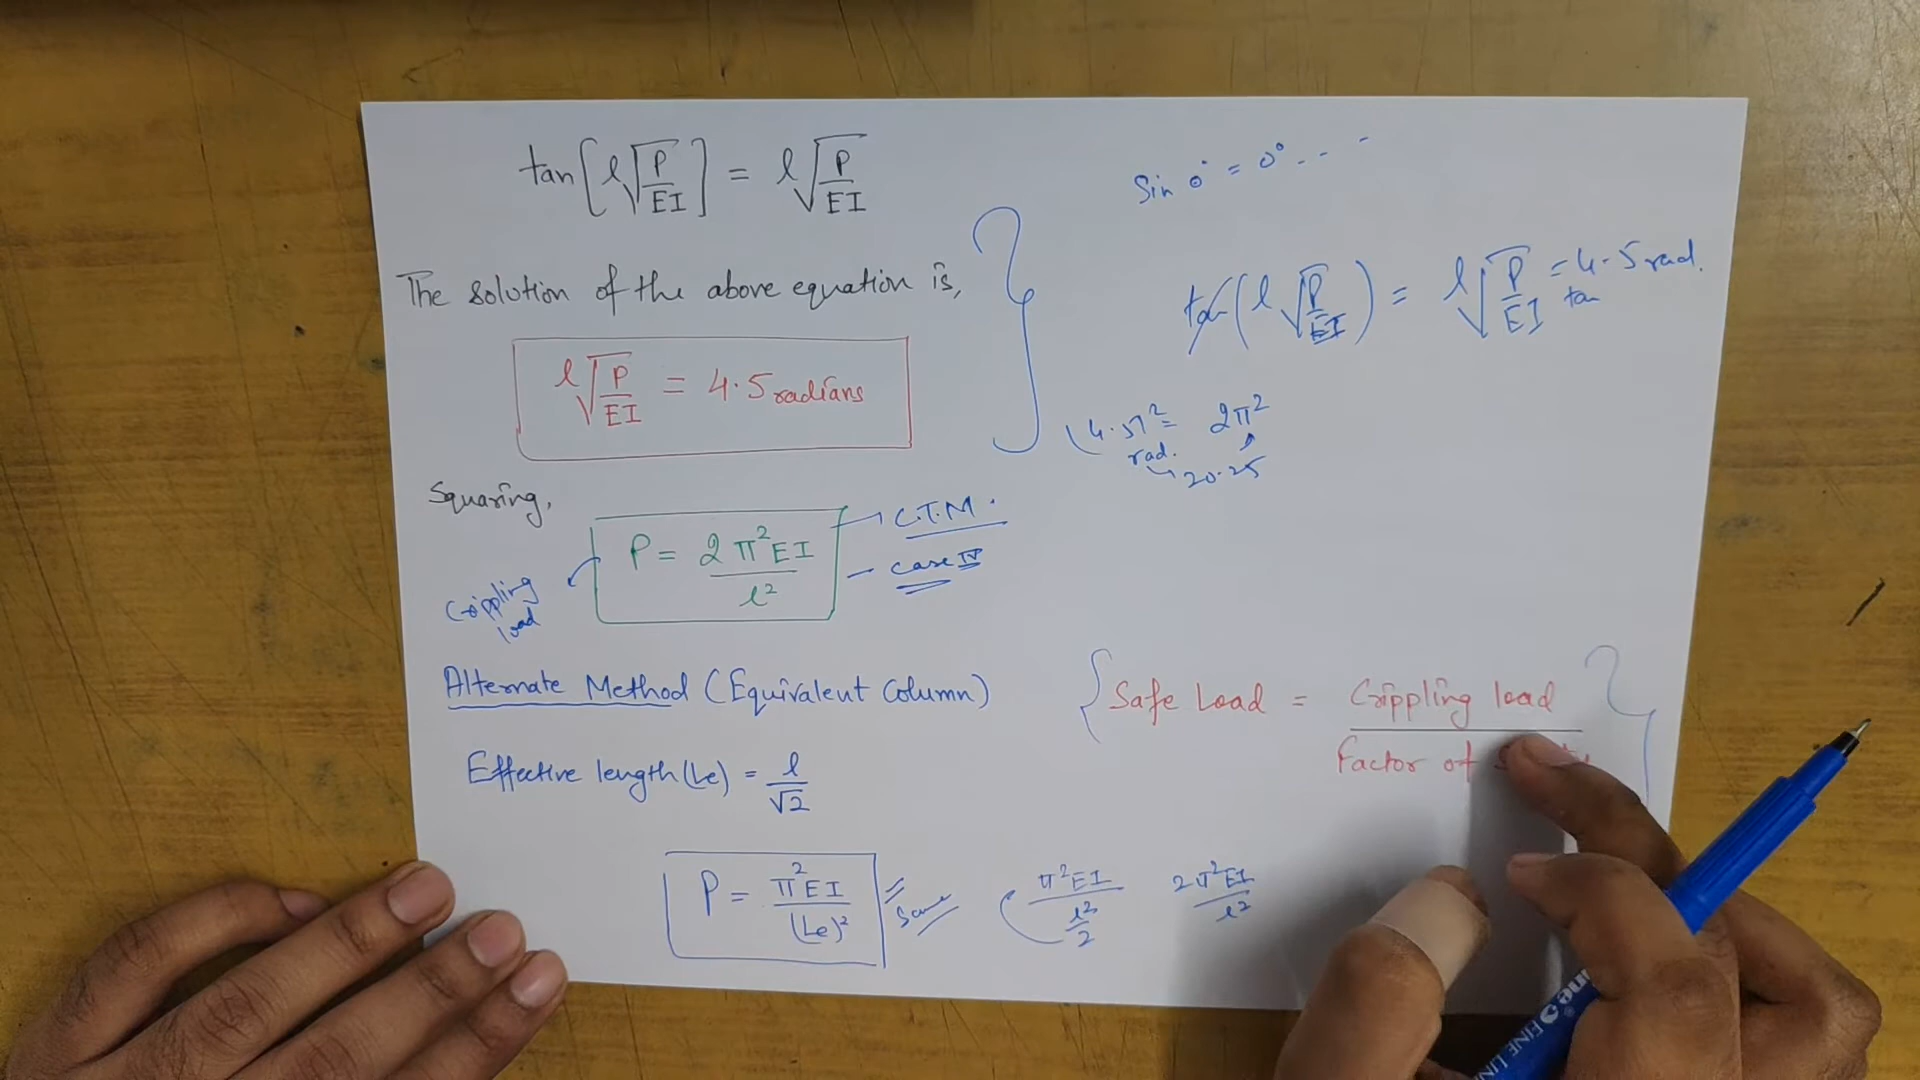 tan[l√(P/EI)] = l√(P/EI)
The solution of the above equation is,
l√(P/EI) = 4.5 radians
Squaring,
P = 2π²EI/l²
C.T.M.
case IV
Crippling load
Alternate Method (Equivalent Column)
Effective length (Le) = l/√2
P = π²EI/(Le)²
Same
π²EI/(l²/2)
2π²EI/l²
Sin 0° = 0° - - -
tan(l√(P/EI)) = l√(P/EI) = 4.5 rad.
tan
2π²
rad.
20.25
Safe Load = Crippling load
Factor of
FINE LIN